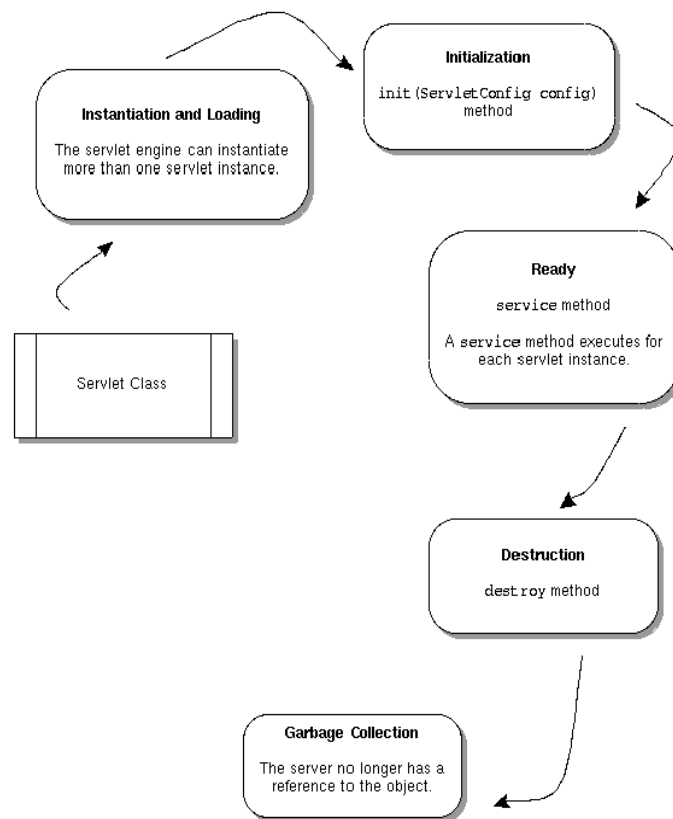 Initialization
init (ServletConfig config)
method
Instantiation and Loading
The servlet engine can instantiate
more than one servlet instance.
Ready
service method
A service method executes for
each servlet instance.
Servlet Class
Destruction
destroy method
Garbage Collection
The server no longer has a
reference to the object.